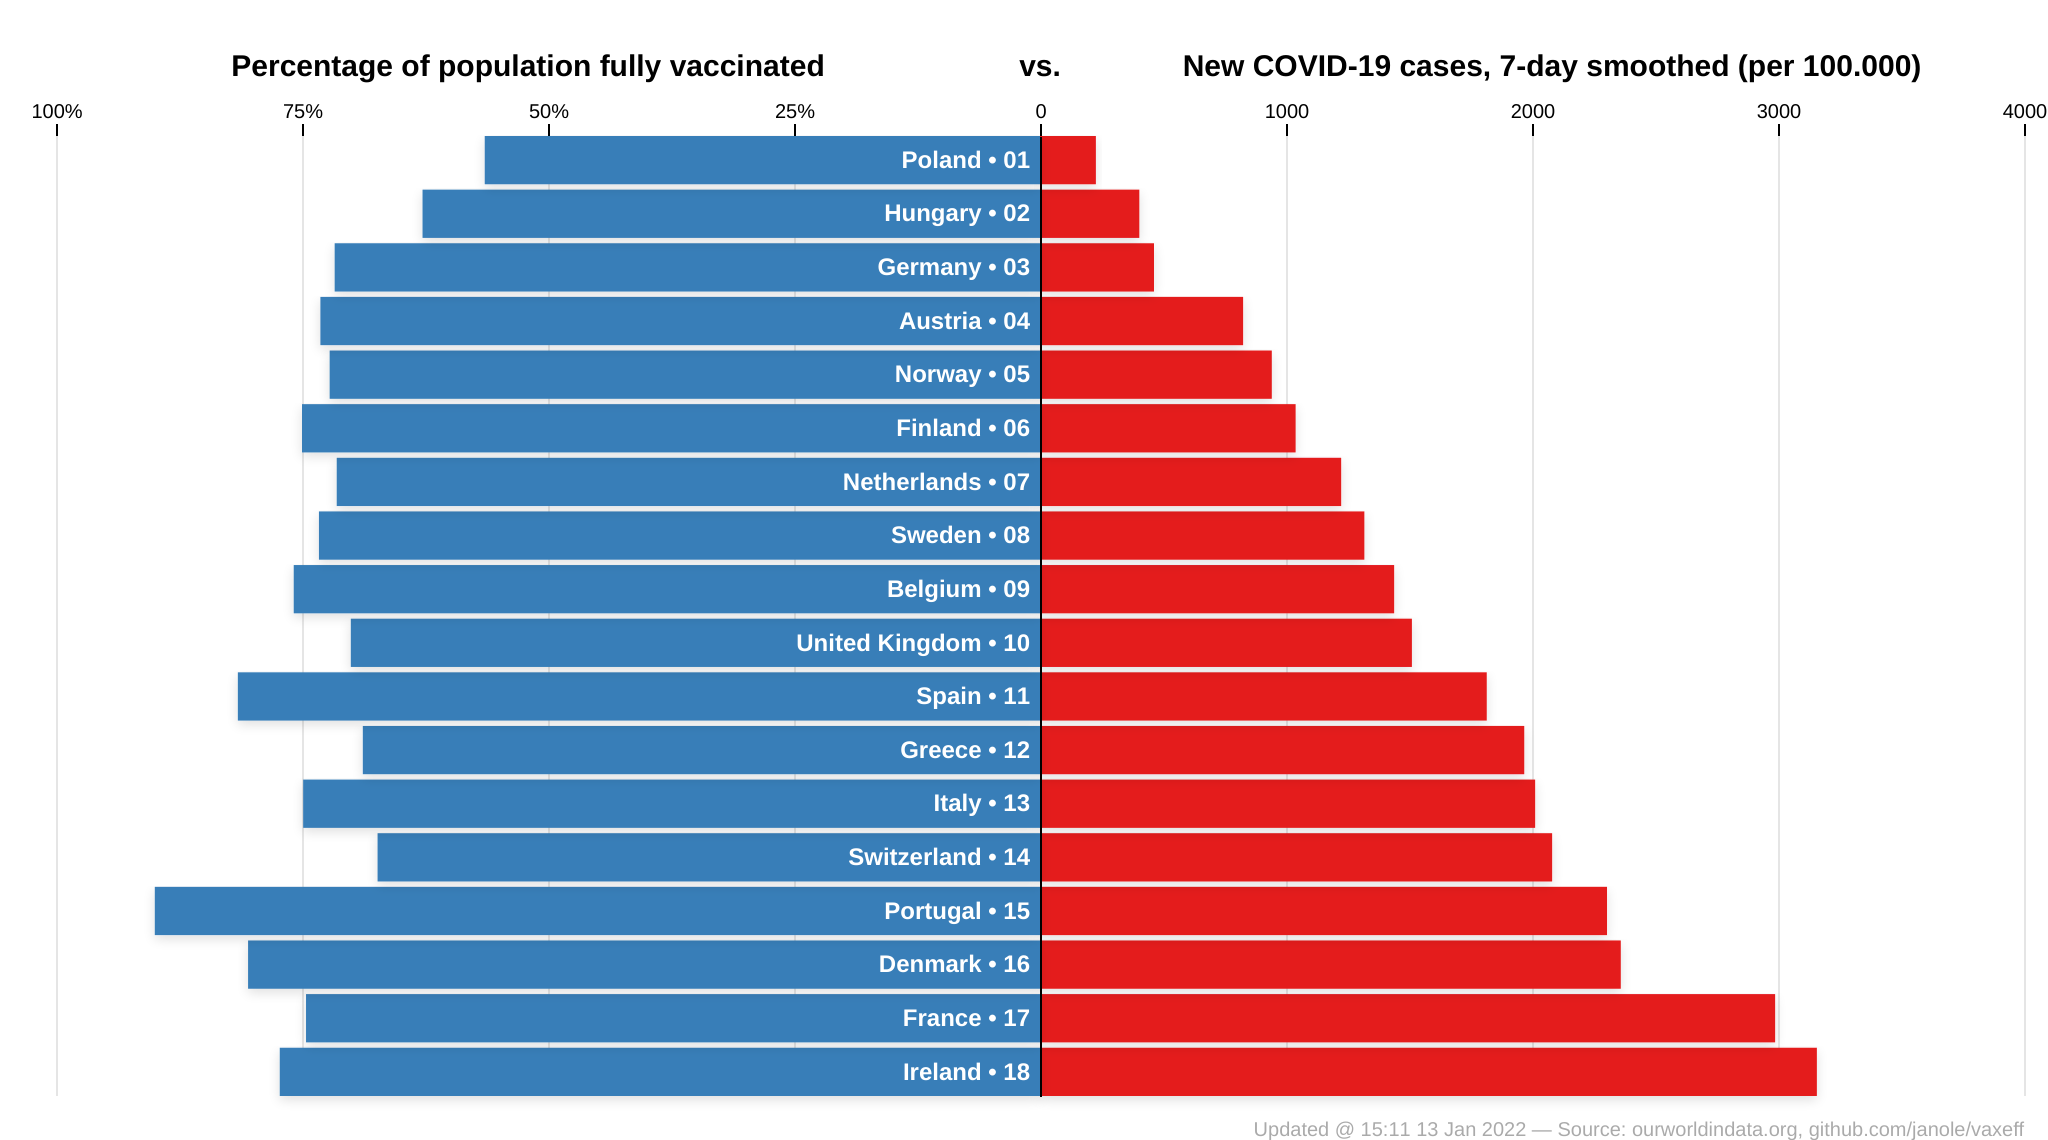 Percentage of population fully vaccinated vs. New COVID-19 cases, 7-day smoothed (per 100.000)
100% 75% 50% 25% 0 1000 2000 3000 4000
Poland • 01
Hungary • 02
Germany • 03
Austria • 04
Norway • 05
Finland • 06
Netherlands • 07
Sweden • 08
Belgium • 09
United Kingdom • 10
Spain • 11
Greece • 12
Italy • 13
Switzerland • 14
Portugal • 15
Denmark • 16
France • 17
Ireland • 18
Updated @ 15:11 13 Jan 2022 — Source: ourworldindata.org, github.com/janole/vaxeff